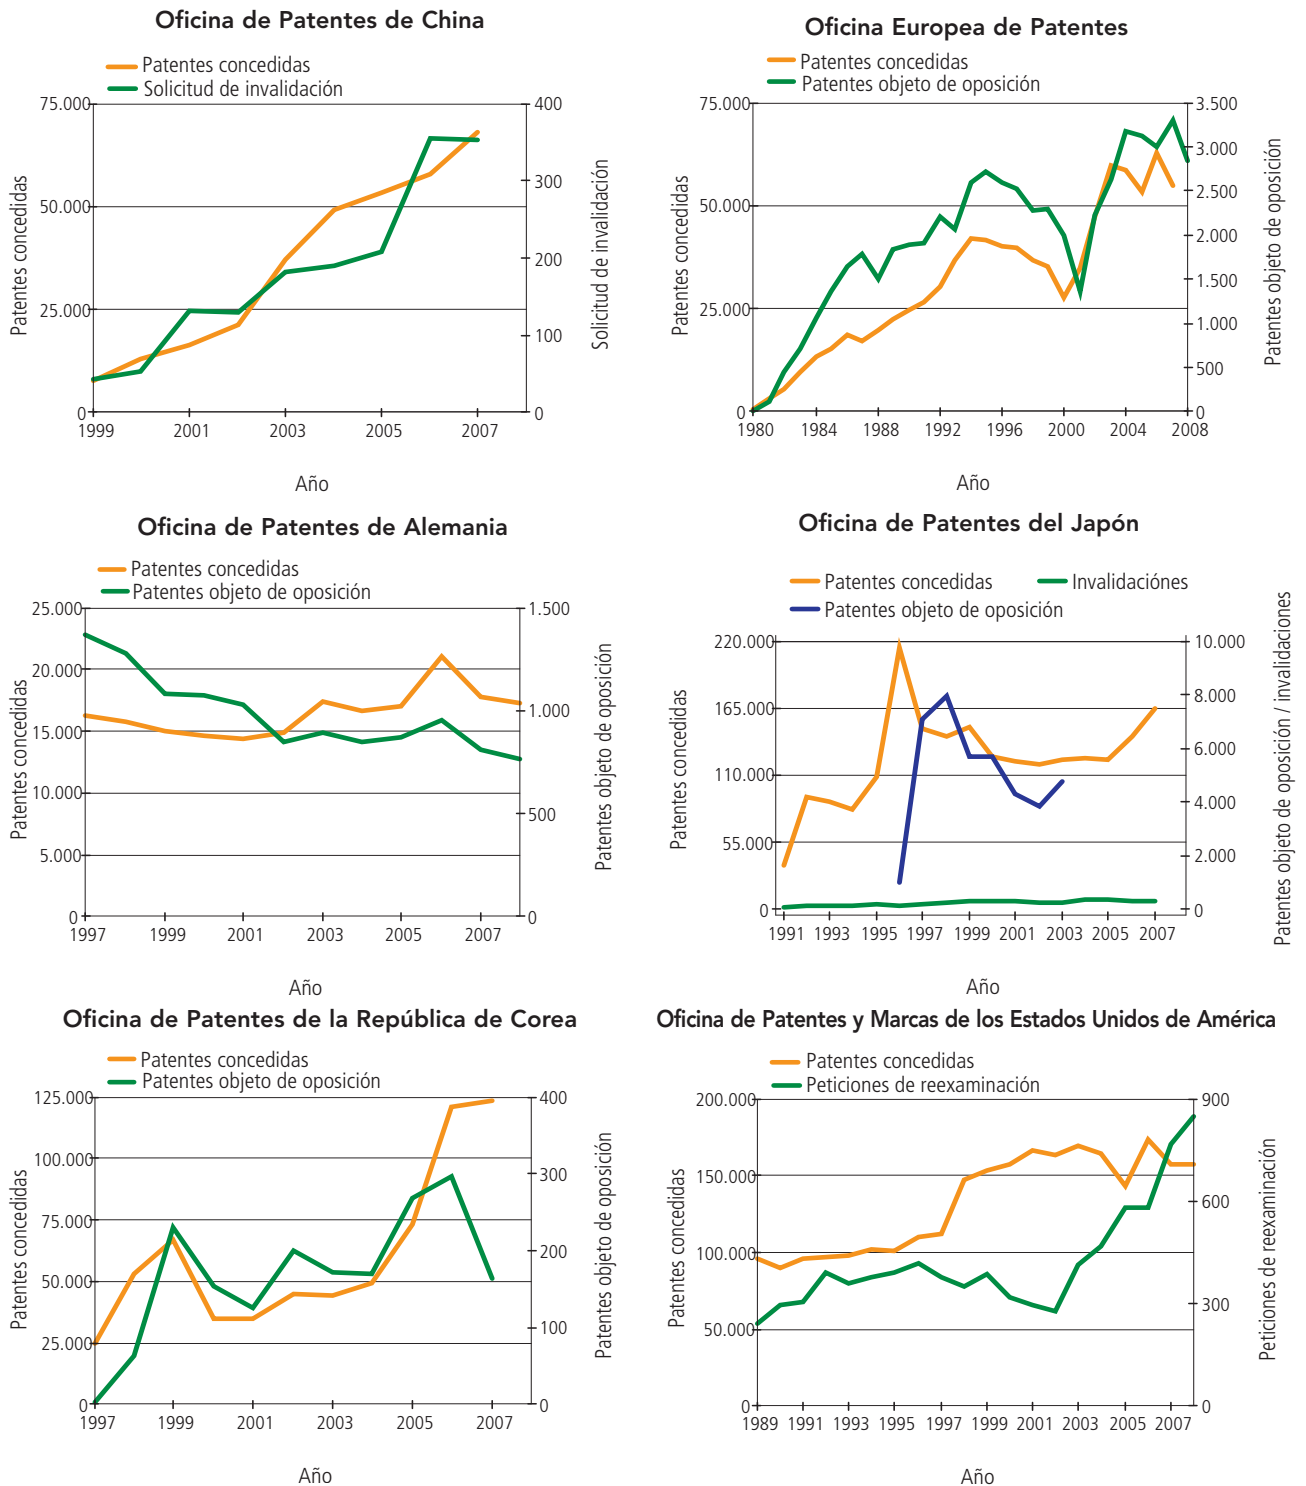 Oficina de Patentes de China
Patentes concedidas
Solicitud de invalidación
75.000
50.000
25.000
0
400
300
200
100
0
Patentes concedidas
Solicitud de invalidación
1999 2001 2003 2005 2007
Año
Oficina Europea de Patentes
Patentes concedidas
Patentes objeto de oposición
75.000
50.000
25.000
0
3.500
3.000
2.500
2.000
1.500
1.000
500
0
Patentes concedidas
Patentes objeto de oposición
1980 1984 1988 1992 1996 2000 2004 2008
Año
Oficina de Patentes de Alemania
Patentes concedidas
Patentes objeto de oposición
25.000
20.000
15.000
10.000
5.000
0
1.500
1.000
500
0
Patentes concedidas
Patentes objeto de oposición
1997 1999 2001 2003 2005 2007
Año
Oficina de Patentes del Japón
Patentes concedidas
Invalidaciónes
Patentes objeto de oposición
220.000
165.000
110.000
55.000
0
10.000
8.000
6.000
4.000
2.000
0
Patentes concedidas
Patentes objeto de oposición / invalidaciones
1991 1993 1995 1997 1999 2001 2003 2005 2007
Año
Oficina de Patentes de la República de Corea
Patentes concedidas
Patentes objeto de oposición
125.000
100.000
75.000
50.000
25.000
0
400
300
200
100
0
Patentes concedidas
Patentes objeto de oposición
1997 1999 2001 2003 2005 2007
Año
Oficina de Patentes y Marcas de los Estados Unidos de América
Patentes concedidas
Peticiones de reexaminación
200.000
150.000
100.000
50.000
0
900
600
300
0
Patentes concedidas
Peticiones de reexaminación
1989 1991 1993 1995 1997 1999 2001 2003 2005 2007
Año